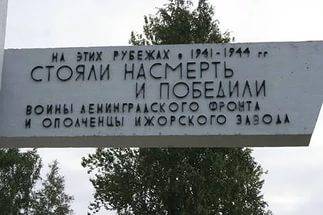 НА ЭТИХ РУБЕЖАХ в 1941-1944 гг
СТОЯЛИ НАСМЕРТЬ
И ПОБЕДИЛИ
ВОИНЫ ЛЕНИНГРАДСКОГО ФРОНТА
И ОПОЛЧЕНЦЫ ИЖОРСКОГО ЗАВОДА